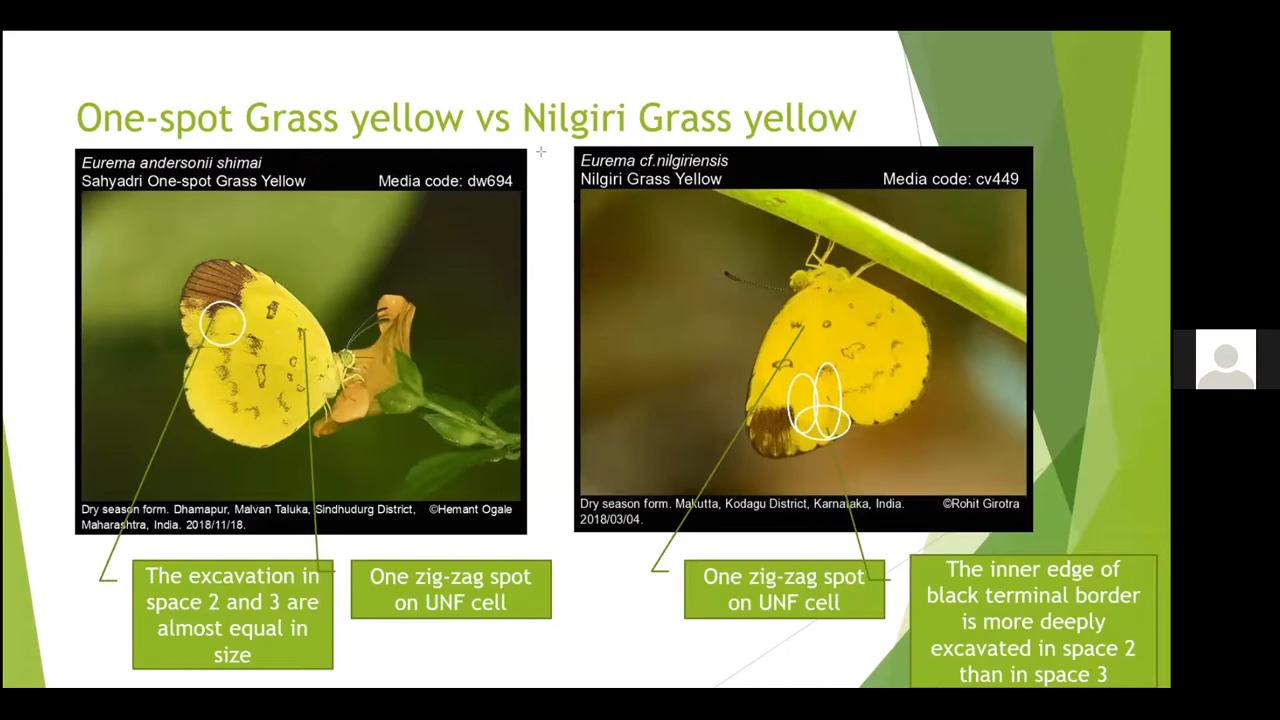 One-spot Grass yellow vs Nilgiri Grass yellow
Eurema andersonii shimai
Sahyadri One-spot Grass Yellow Media code: dw694
Dry season form. Dhamapur, Malvan Taluka, Sindhudurg District, ©Hemant Ogale
Maharashtra, India. 2018/11/18.
Eurema cf.nilgiriensis
Nilgiri Grass Yellow Media code: cv449
Dry season form. Makutta, Kodagu District, Karnataka, India. ©Rohit Girotra
2018/03/04.
The excavation in
space 2 and 3 are
almost equal in
size
One zig-zag spot
on UNF cell
One zig-zag spot
on UNF cell
The inner edge of
black terminal border
is more deeply
excavated in space 2
than in space 3